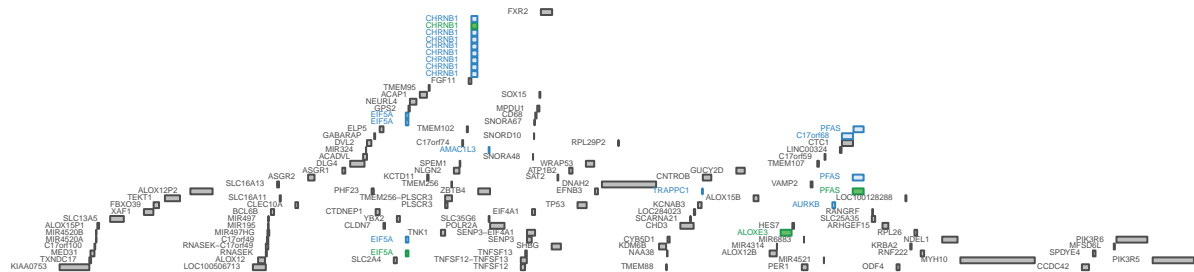 FXR2
CHRNB1
CHRNB1
CHRNB1
CHRNB1
CHRNB1
CHRNB1
CHRNB1
CHRNB1
CHRNB1
FGF11
TMEM95
ACAP1 SOX15
NEURL4
GPS2 MPDU1
EIF5A CD68
EIF5A SNORA67
ELP5 TMEM102 PFAS
GABARAP SNORD10 C17orf68
DVL2 C17orf74 RPL29P2 CTC1
MIR324 AMAC1L3 LINC00324
ACADVL SNORA48 C17orf59
DLG4 SPEM1 WRAP53 TMEM107
ASGR1 NLGN2 ATP1B2 GUCY2D
ASGR2 KCTD11 SAT2 CNTROB PFAS
SLC16A13 TMEM256 DNAH2 VAMP2
ALOX12P2 PHF23 ZBTB4 EFNB3 TRAPPC1 PFAS
TEKT1 SLC16A11 TMEM256−PLSCR3 ALOX15B LOC100128288
FBXO39 CLEC10A PLSCR3 TP53 KCNAB3 AURKB
XAF1 BCL6B CTDNEP1 EIF4A1 LOC284023 RANGRF
SLC13A5 MIR497 YBX2 SLC35G6 SCARNA21 SLC25A35
ALOX15P1 MIR195 CLDN7 POLR2A CHD3 HES7 ARHGEF15
MIR4520B MIR497HG TNK1 SENP3−EIF4A1 ALOXE3 RPL26
MIR4520A C17orf49 EIF5A SENP3 CYB5D1 MIR6883 NDEL1 PIK3R6
C17orf100 RNASEK−C17orf49 SHBG KDM6B MIR4314 KRBA2 MFSD6L
MED31 RNASEK EIF5A TNFSF13 NAA38 ALOX12B RNF222 SPDYE4
TXNDC17 ALOX12 SLC2A4 TNFSF12−TNFSF13 MIR4521 MYH10 PIK3R5
KIAA0753 LOC100506713 TNFSF12 TMEM88 PER1 ODF4 CCDC42